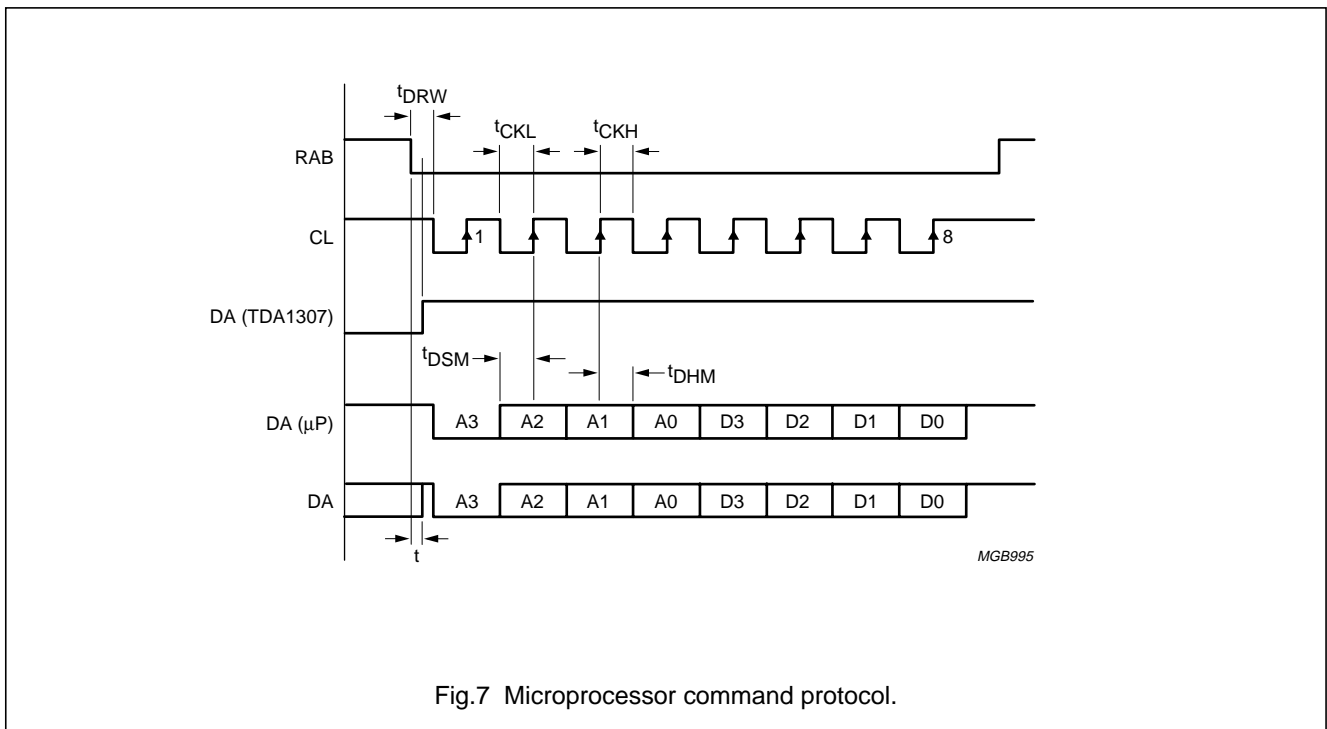 tDRW
tCKL
tCKH
RAB
CL
1
8
DA (TDA1307)
tDSM
tDHM
DA (µP)
A3 A2 A1 A0 D3 D2 D1 D0
DA
A3 A2 A1 A0 D3 D2 D1 D0
t
MGB995
Fig.7 Microprocessor command protocol.